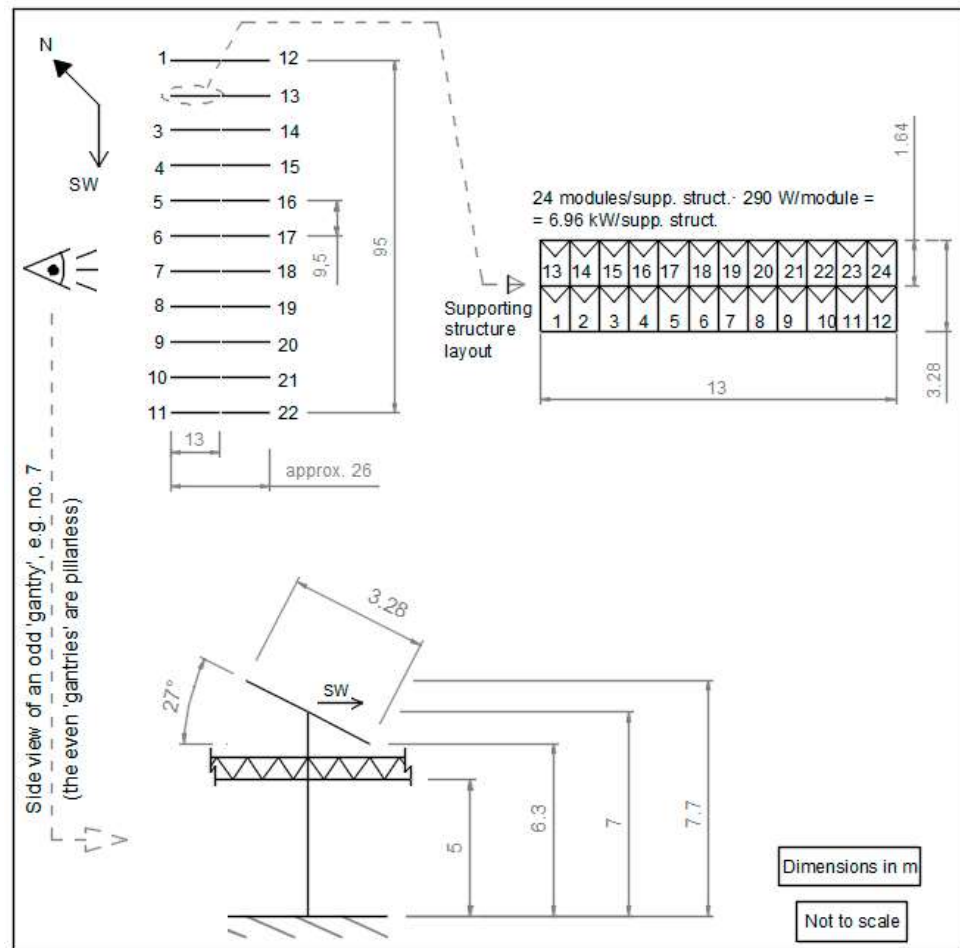 N
SW
1
12
13
3
14
4
15
5
16
6
17
7
18
8
19
9
20
10
21
11
22
9,5
95
13
approx. 26
24 modules/supp. struct.· 290 W/module =
= 6.96 kW/supp. struct.
13 14 15 16 17 18 19 20 21 22 23 24
1 2 3 4 5 6 7 8 9 10 11 12
Supporting
structure
layout
1.64
3.28
13
Side view of an odd 'gantry', e.g. no. 7
(the even 'gantries' are pillarless)
3.28
27°
SW
5
6.3
7
7.7
Dimensions in m
Not to scale